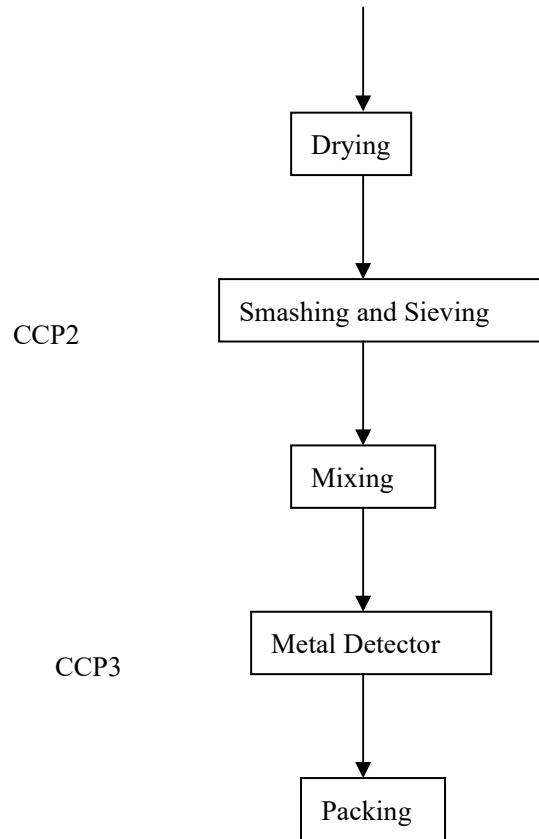 Drying
Smashing and Sieving
CCP2
Mixing
Metal Detector
CCP3
Packing